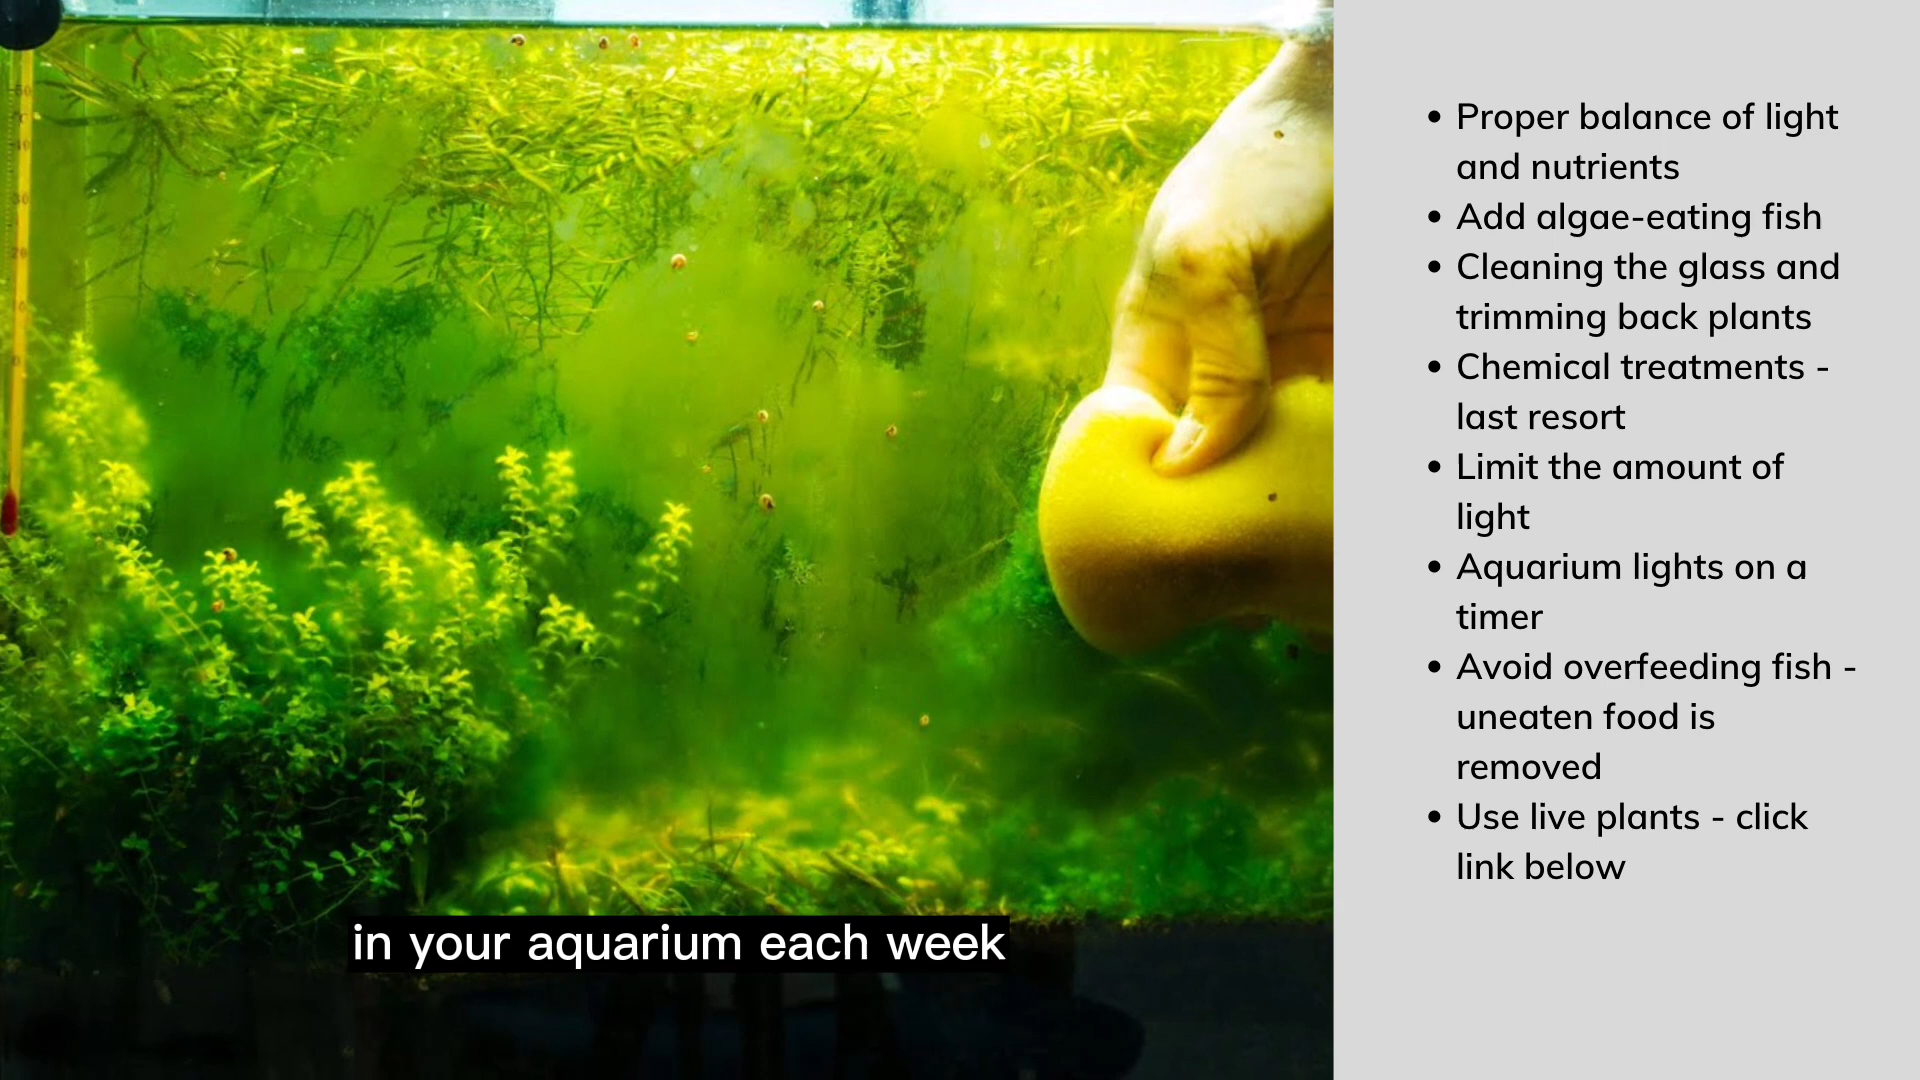 • Proper balance of light
and nutrients
• Add algae-eating fish
• Cleaning the glass and
trimming back plants
• Chemical treatments -
last resort
• Limit the amount of
light
• Aquarium lights on a
timer
• Avoid overfeeding fish -
uneaten food is
removed
• Use live plants - click
link below
in your aquarium each week